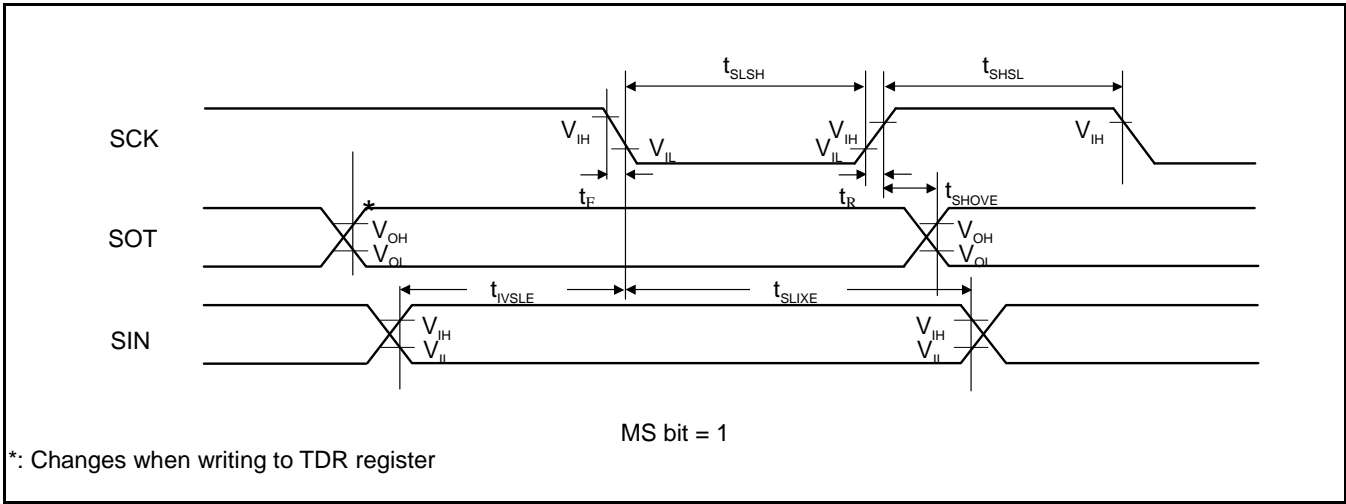 tSLSH tSHSL
SCK VIH VIL VIL VIH VIH
tF tR tSHOVE
*
SOT VOH VOH
VOL VOL
tIVSLE tSLIXE
SIN VIH VIH
VIL VIL
MS bit = 1
*: Changes when writing to TDR register